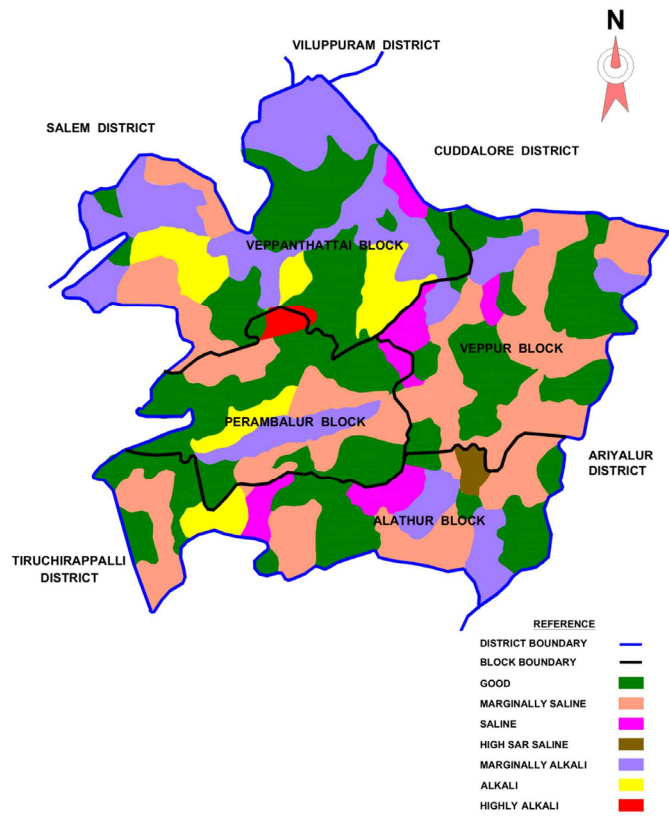 N
VILUPPURAM DISTRICT
SALEM DISTRICT
CUDDALORE DISTRICT
VEPPANTHATTAI BLOCK
VEPPUR BLOCK
PERAMBALUR BLOCK
ARIYALUR
DISTRICT
ALATHUR BLOCK
TIRUCHIRAPPALLI
DISTRICT
REFERENCE
DISTRICT BOUNDARY
BLOCK BOUNDARY
GOOD
MARGINALLY SALINE
SALINE
HIGH SAR SALINE
MARGINALLY ALKALI
ALKALI
HIGHLY ALKALI